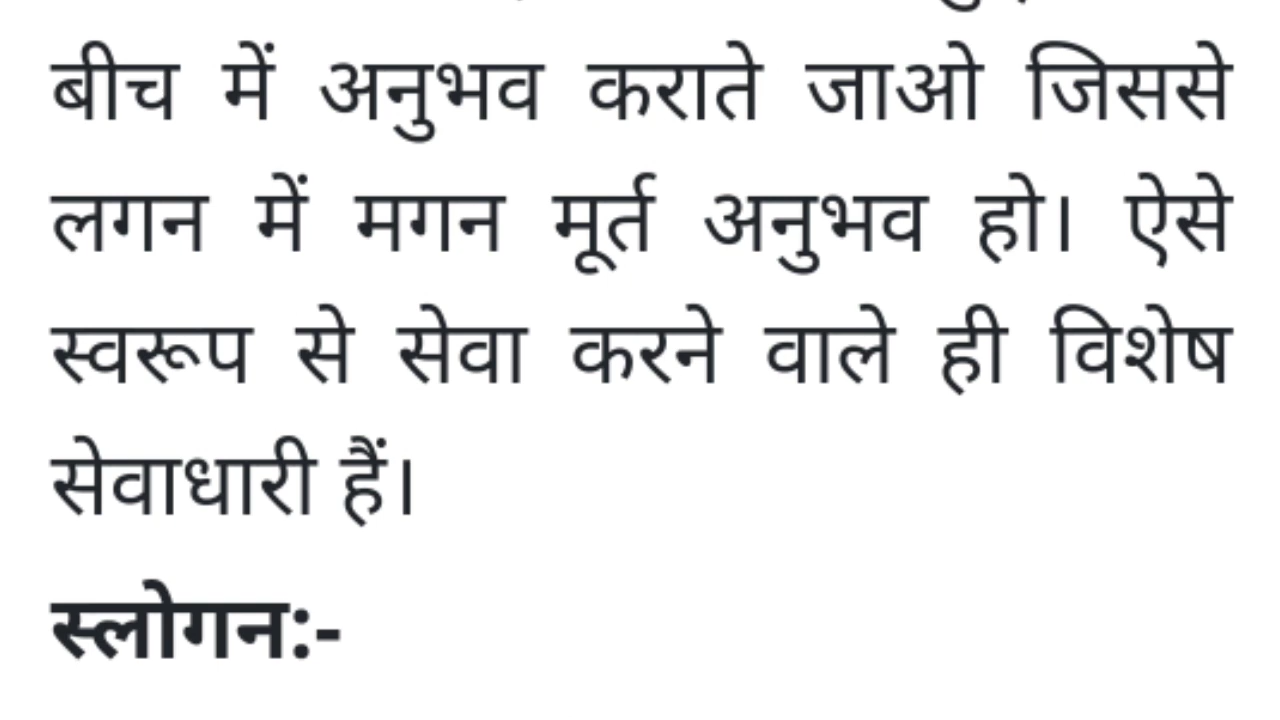 बीच में अनुभव कराते जाओ जिससे
लगन में मगन मूर्त अनुभव हो। ऐसे
स्वरूप से सेवा करने वाले ही विशेष
सेवाधारी हैं।
स्लोगन:-